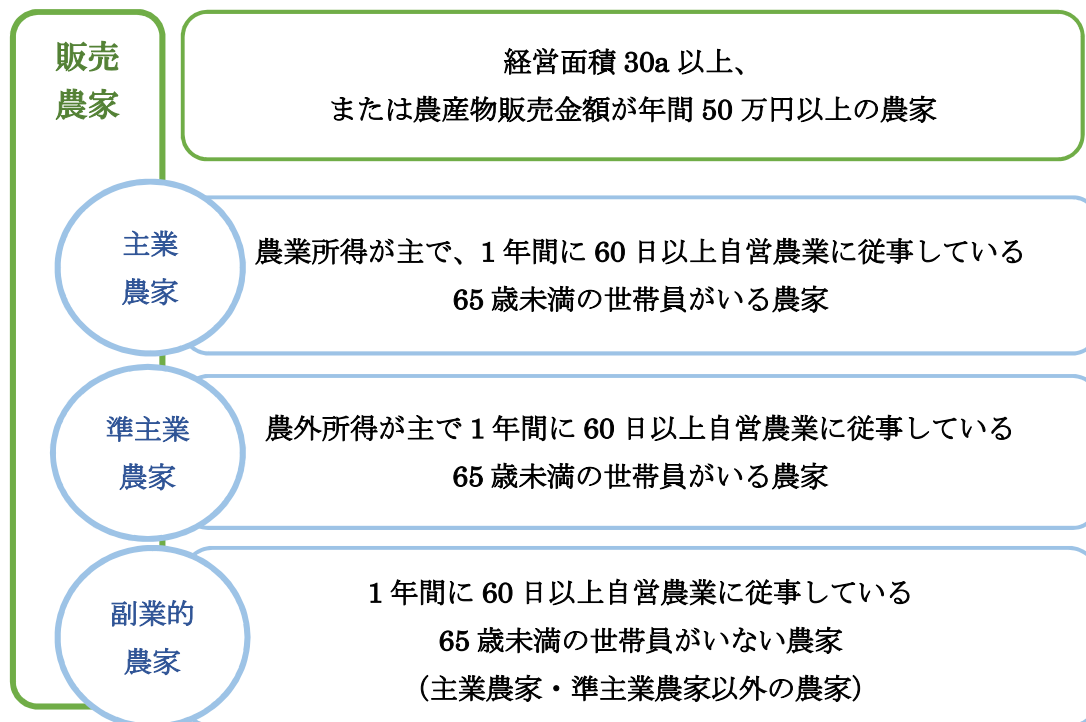 販売
農家
経営面積 30a 以上、
または農産物販売金額が年間 50 万円以上の農家
主業
農家
農業所得が主で、1 年間に 60 日以上自営農業に従事している
65 歳未満の世帯員がいる農家
準主業
農家
農外所得が主で 1 年間に 60 日以上自営農業に従事している
65 歳未満の世帯員がいる農家
副業的
農家
1 年間に 60 日以上自営農業に従事している
65 歳未満の世帯員がいない農家
（主業農家・準主業農家以外の農家）